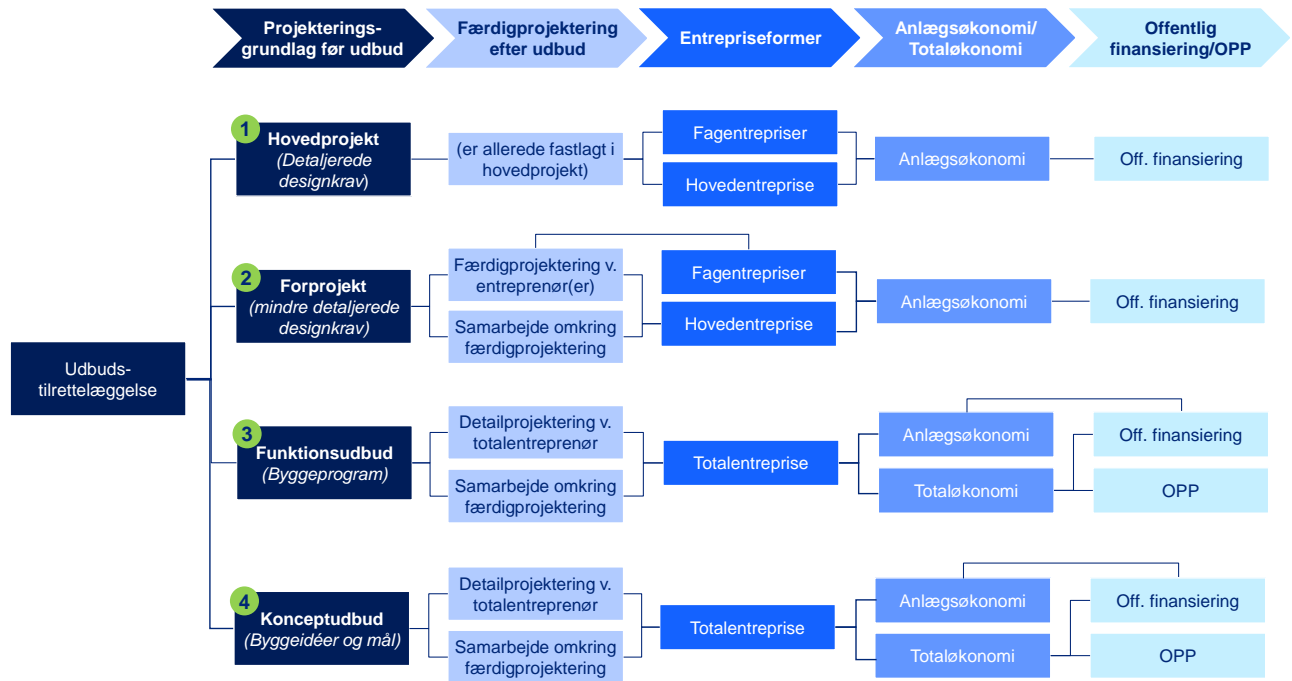 Projekterings-
grundlag før udbud
Færdigprojektering
efter udbud
Entrepriseformer
Anlægsøkonomi/
Totaløkonomi
Offentlig
finansiering/OPP
Udbuds-
tilrettelæggelse
1
Hovedprojekt
(Detaljerede
designkrav)
(er allerede fastlagt i
hovedprojekt)
Fagentrepriser
Hovedentreprise
Anlægsøkonomi
Off. finansiering
2
Forprojekt
(mindre detaljerede
designkrav)
Færdigprojektering v.
entreprenør(er)
Samarbejde omkring
færdigprojektering
Fagentrepriser
Hovedentreprise
Anlægsøkonomi
Off. finansiering
3
Funktionsudbud
(Byggeprogram)
Detailprojektering v.
totalentreprenør
Samarbejde omkring
færdigprojektering
Totalentreprise
Anlægsøkonomi
Totaløkonomi
Off. finansiering
OPP
4
Konceptudbud
(Byggeidéer og mål)
Detailprojektering v.
totalentreprenør
Samarbejde omkring
færdigprojektering
Totalentreprise
Anlægsøkonomi
Totaløkonomi
Off. finansiering
OPP